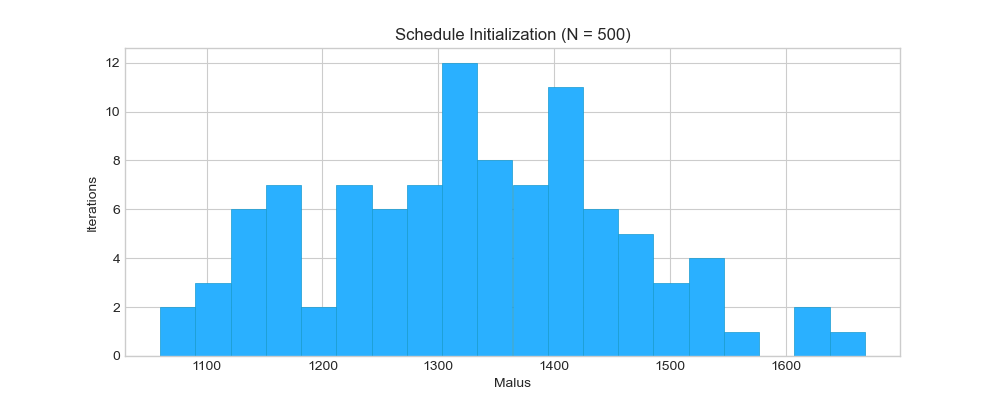 Schedule Initialization (N = 500)
12
10
8
6
4
2
0
Iterations
1100 1200 1300 1400 1500 1600
Malus